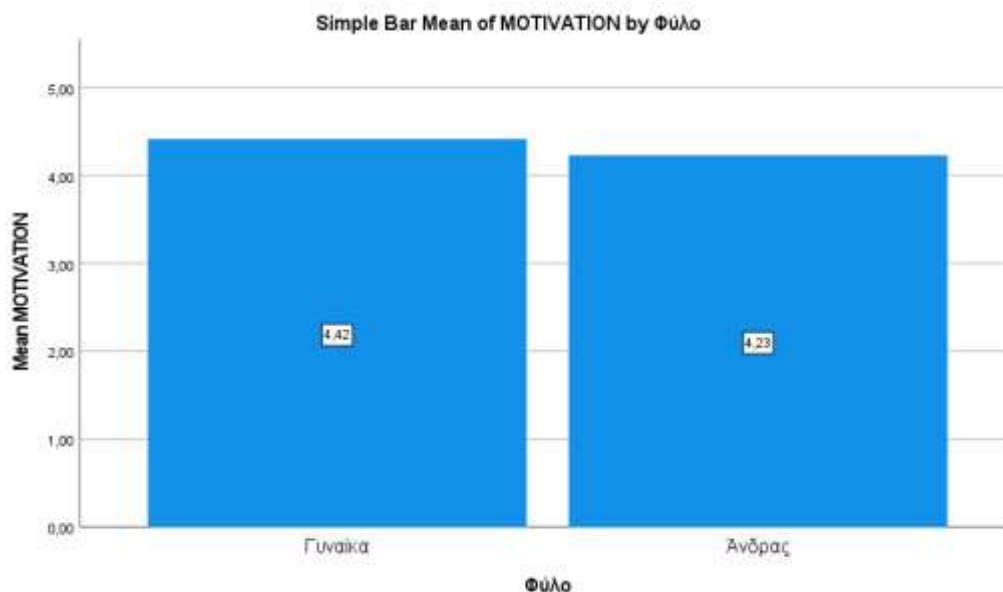 Simple Bar Mean of MOTIVATION by Φύλο
Mean MOTIVATION
5,00
4,00
3,00
2,00
1,00
0,00
4,42
4,23
Γυναίκα
Άνδρας
Φύλο